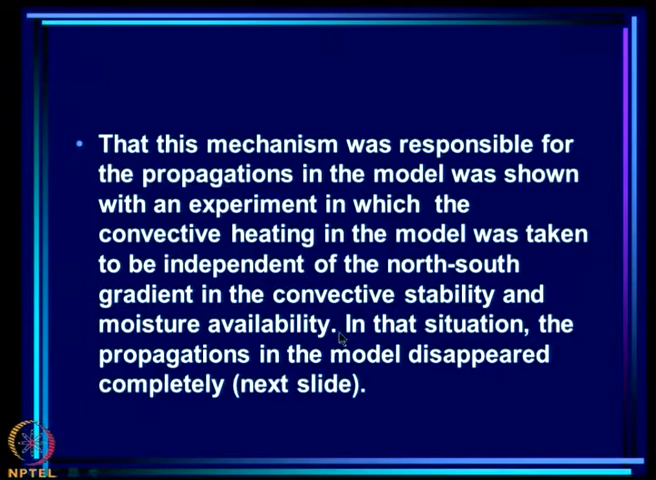 • That this mechanism was responsible for
the propagations in the model was shown
with an experiment in which the
convective heating in the model was taken
to be independent of the north-south
gradient in the convective stability and
moisture availability. In that situation, the
propagations in the model disappeared
completely (next slide).
NPTEL